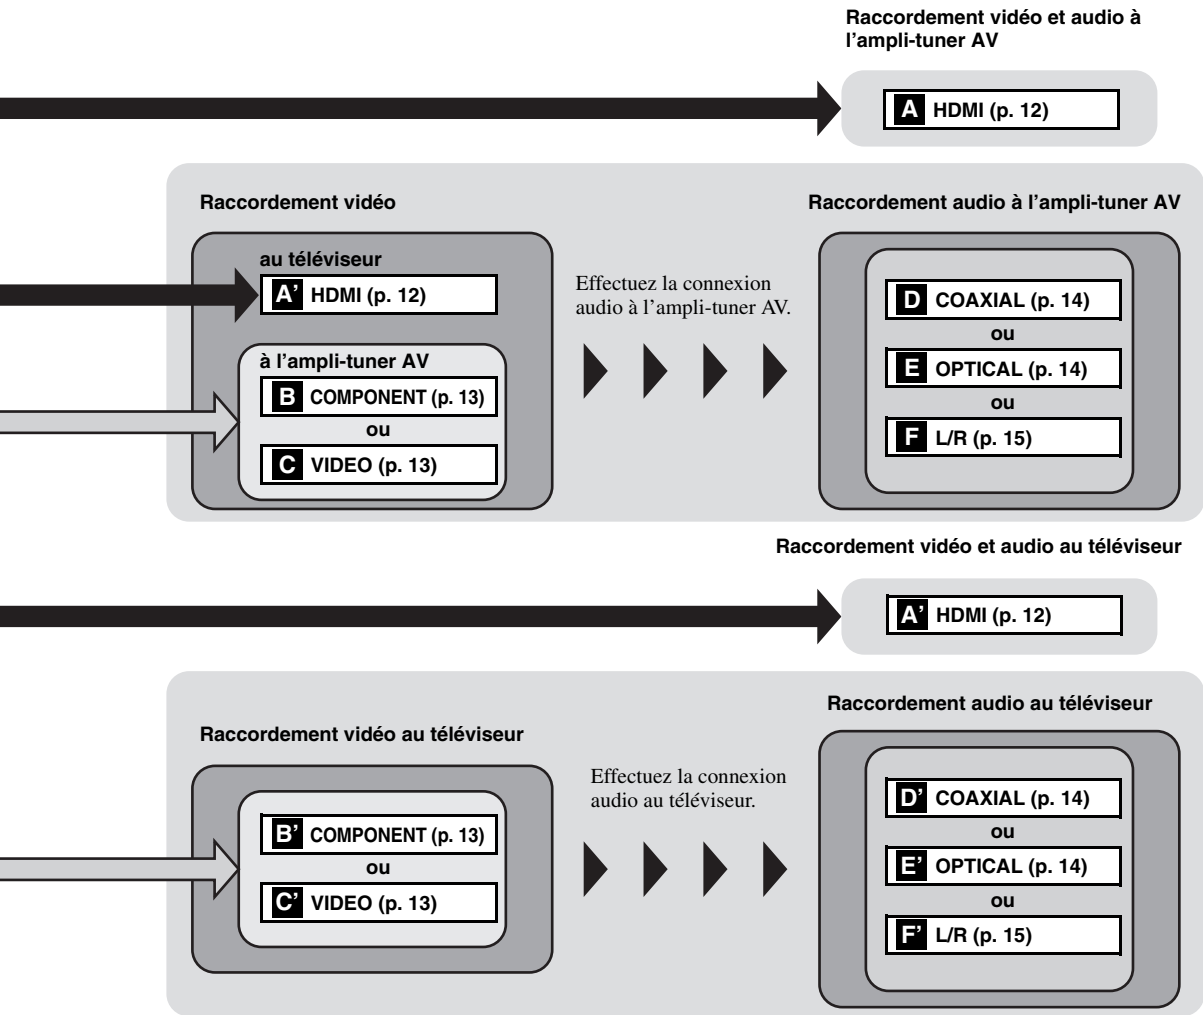 Raccordement vidéo et audio à
l’ampli-tuner AV
A HDMI (p. 12)
Raccordement vidéo
au téléviseur
A’ HDMI (p. 12)
à l’ampli-tuner AV
B COMPONENT (p. 13)
ou
C VIDEO (p. 13)
Effectuez la connexion
audio à l’ampli-tuner AV.
Raccordement audio à l’ampli-tuner AV
D COAXIAL (p. 14)
ou
E OPTICAL (p. 14)
ou
F L/R (p. 15)
Raccordement vidéo et audio au téléviseur
A’ HDMI (p. 12)
Raccordement vidéo au téléviseur
B’ COMPONENT (p. 13)
ou
C’ VIDEO (p. 13)
Effectuez la connexion
audio au téléviseur.
Raccordement audio au téléviseur
D’ COAXIAL (p. 14)
ou
E’ OPTICAL (p. 14)
ou
F’ L/R (p. 15)